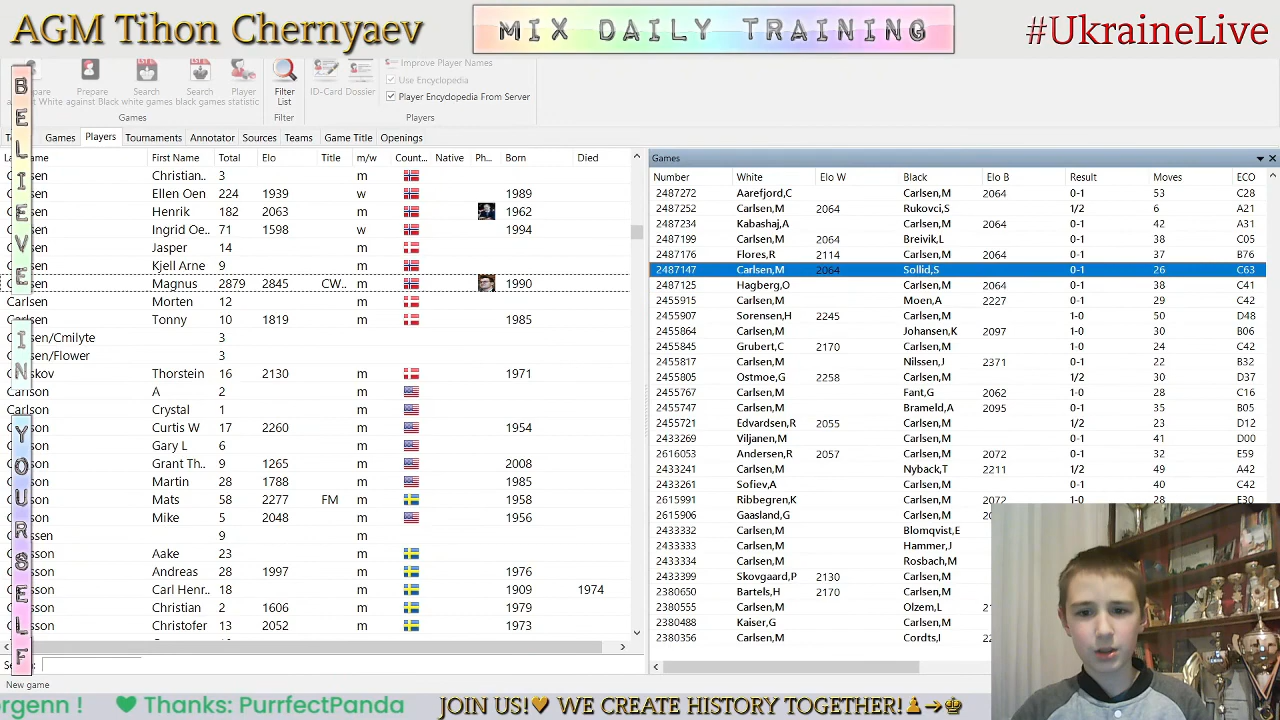 AGM Tihon Chernyaev
MIX DAILY TRAINING
#UkraineLive
BELIEVE
IN
YOURSELF
Prepare against Black
Search white games
Search black games
Player statistic
Games
Filter List
Filter
ID-Card Dossier
Improve Player Names
Use Encyclopedia
Player Encyclopedia From Server
Players
Games Players Tournaments Annotator Sources Teams Game Title Openings
First Name Total Elo Title m/w Count... Native Ph... Born Died
Christian.. 3 m
Ellen Oen 224 1939 w 1989
Henrik 182 2063 m 1962
Ingrid Oe.. 71 1598 w 1994
Jasper 14 m
Kjell Arne 9 m
Magnus 2879 2845 CW.. m 1990
Morten 12 m
Tonny 10 1819 m 1985
/Cmilyte 3
/Flower 3
Thorstein 16 2130 m 1971
A 2 m
Crystal 1 m
Curtis W 17 2260 m 1954
Gary L 6 m
Grant Th.. 9 1265 m 2008
Martin 28 1788 m 1985
Mats 58 2277 FM m 1958
Mike 5 2048 m 1956
9 m
Aake 23 m
Andreas 28 1997 m 1976
Carl Henr.. 18 m 1909 1974
Christian 2 1606 m 1979
Christofer 13 2052 m 1973
New game
Games
Number White Elo W Black Elo B Result Moves ECO
2487272 Aarefjord,C Carlsen,M 2064 0-1 53 C28
2487252 Carlsen,M 2064 Rukovci,S 1/2 6 A21
2487234 Kabashaj,A Carlsen,M 2064 0-1 42 A31
2487199 Carlsen,M 2064 Breivik,L 0-1 38 C05
2487176 Flores,R 2114 Carlsen,M 2064 0-1 37 B76
2487147 Carlsen,M 2064 Sollid,S 0-1 26 C63
2487125 Hagberg,O Carlsen,M 2064 0-1 38 C41
2455915 Carlsen,M Moen,A 2227 0-1 29 C42
2455907 Sorensen,H 2245 Carlsen,M 1-0 50 D48
2455864 Carlsen,M Johansen,K 2097 1-0 30 B06
2455845 Grubert,C 2170 Carlsen,M 1-0 24 C42
2455817 Carlsen,M Nilssen,J 2371 0-1 22 B32
2455805 Ostmoe,G 2258 Carlsen,M 1/2 30 D37
2455767 Carlsen,M Fant,G 2062 1/2 28 C16
2455747 Carlsen,M Brameld,A 2095 0-1 35 B05
2455721 Edvardsen,R 2055 Carlsen,M 1/2 23 D12
2433269 Viljanen,M Carlsen,M 0-1 41 D00
2616053 Andersen,R 2057 Carlsen,M 0-1 32 E59
2433241 Carlsen,M Nyback,T 2211 1/2 49 A42
2433261 Sofiev,A Carlsen,M 0-1 40 C42
2615991 Ribbegren,K Carlsen,M 2072 1-0 28 E30
2615906 Gaasland,G Carlsen,M
2433332 Carlsen,M Blomqvist,E
2433333 Carlsen,M Hammer,J
2433334 Carlsen,M Rosbach,M
2433399 Skovgaard,P 2130 Carlsen,M
2380650 Bartels,H 2170 Carlsen,M
2380555 Carlsen,M Olzem,L
2380488 Kaiser,G Carlsen,M
2380356 Carlsen,M Cordts,I
orgenn ! Thanks: PurrfectPanda JOIN US! WE CREATE HISTORY TOGETHER!